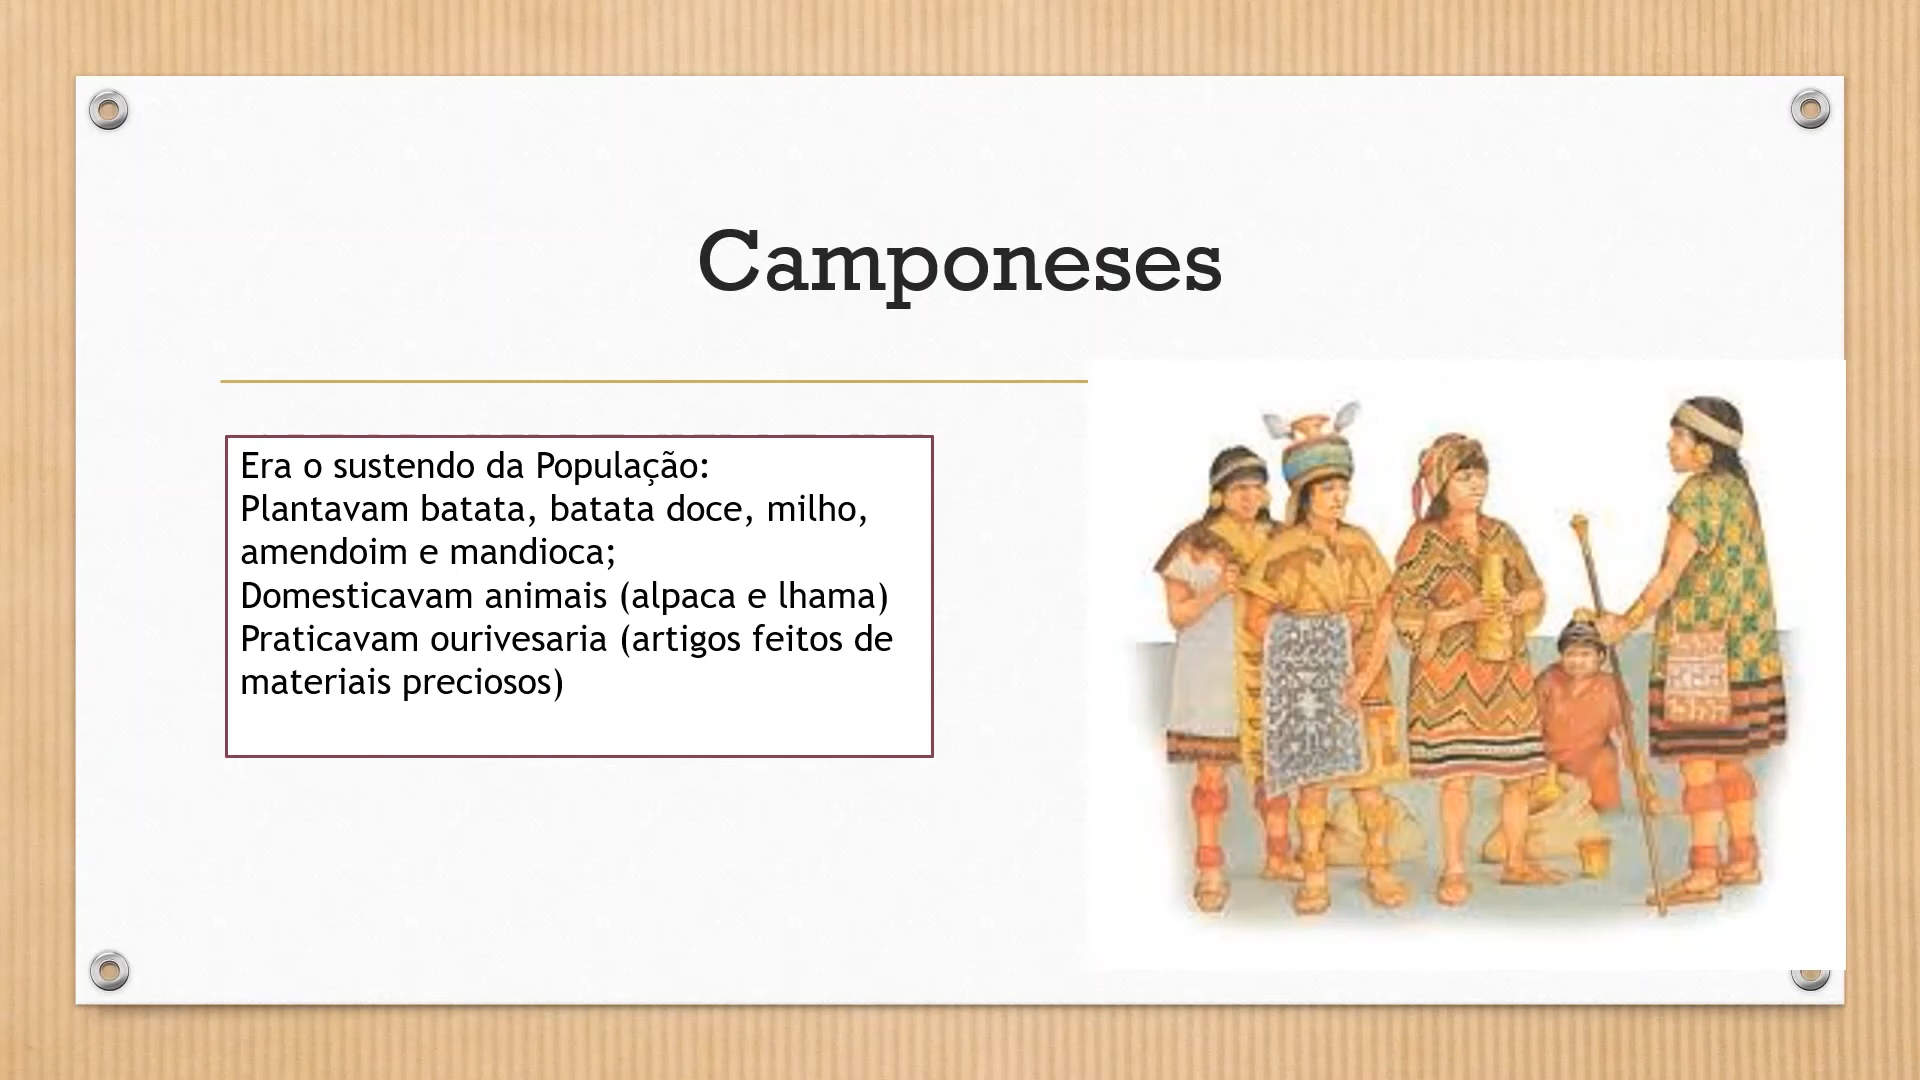 Camponeses
Era o sustendo da População:
Plantavam batata, batata doce, milho,
amendoim e mandioca;
Domesticavam animais (alpaca e lhama)
Praticavam ourivesaria (artigos feitos de
materiais preciosos)